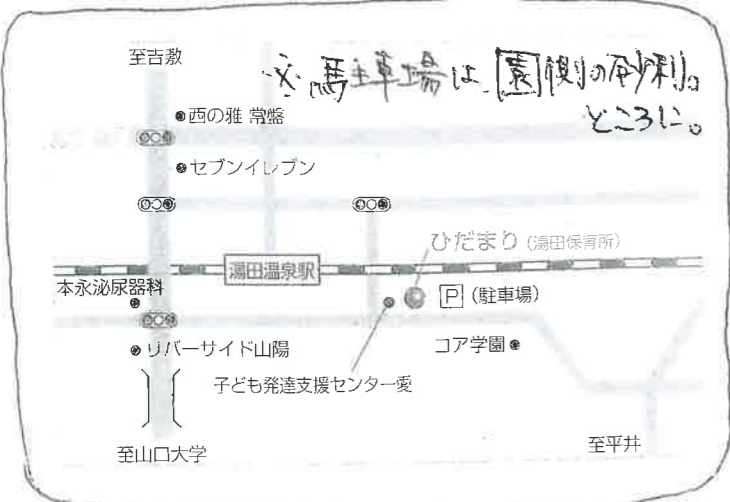 至吉敷
※駐車場は、園側の砂利の
ところに。
西の雅 常盤
セブンイレブン
ひだまり(湯田保育所)
湯田温泉駅
本永泌尿器科
P(駐車場)
リバーサイド山陽
コア学園
子ども発達支援センター愛
至山口大学
至平井